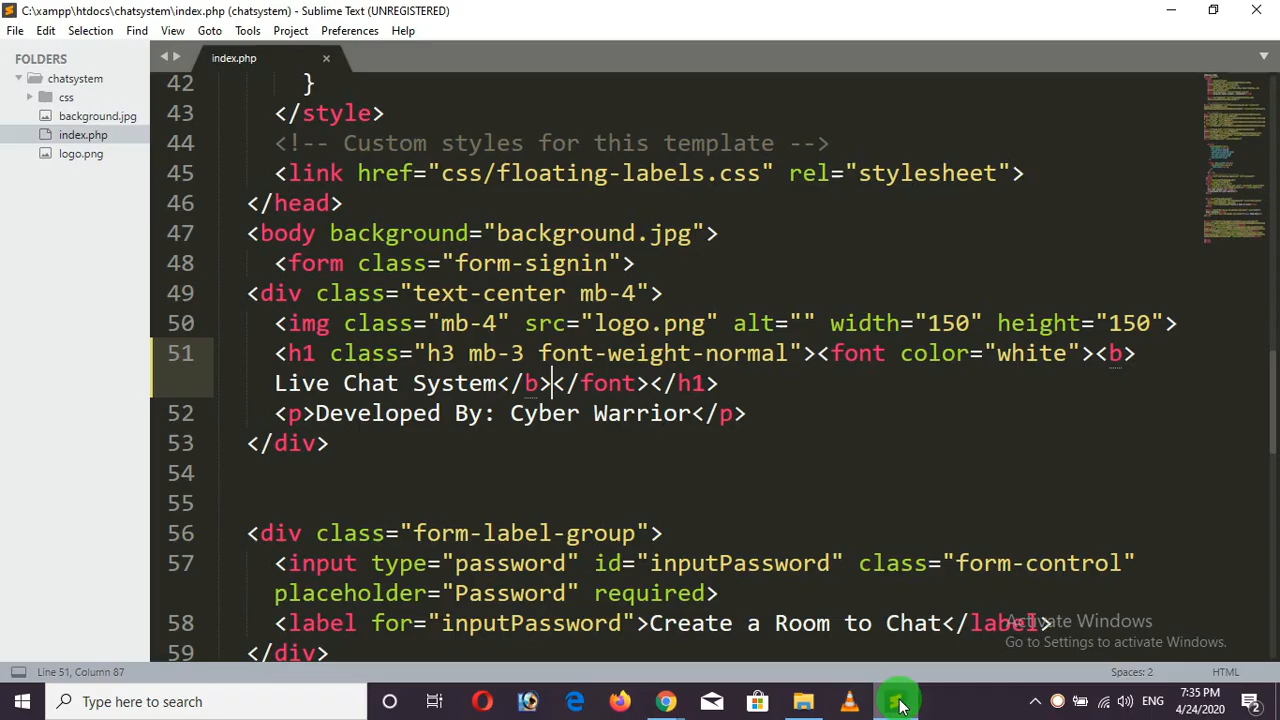 C:\xampp\htdocs\chatsystem\index.php (chatsystem) - Sublime Text (UNREGISTERED)
File Edit Selection Find View Goto Tools Project Preferences Help
FOLDERS
chatsystem
css
background.jpg
index.php
logo.png
index.php
42 }
43 </style>
44 <!-- Custom styles for this template -->
45 <link href="css/floating-labels.css" rel="stylesheet">
46 </head>
47 <body background="background.jpg">
48 <form class="form-signin">
49 <div class="text-center mb-4">
50 <img class="mb-4" src="logo.png" alt="" width="150" height="150">
51 <h1 class="h3 mb-3 font-weight-normal"><font color="white"><b>
Live Chat System</b></font></h1>
52 <p>Developed By: Cyber Warrior</p>
53 </div>
54
55
56 <div class="form-label-group">
57 <input type="password" id="inputPassword" class="form-control"
placeholder="Password" required>
58 <label for="inputPassword">Create a Room to Chat</label>
59 </div>
Activate Windows
Go to Settings to activate Windows.
Line 51, Column 87
Spaces: 2
HTML
Type here to search
ENG
7:35 PM
4/24/2020
2